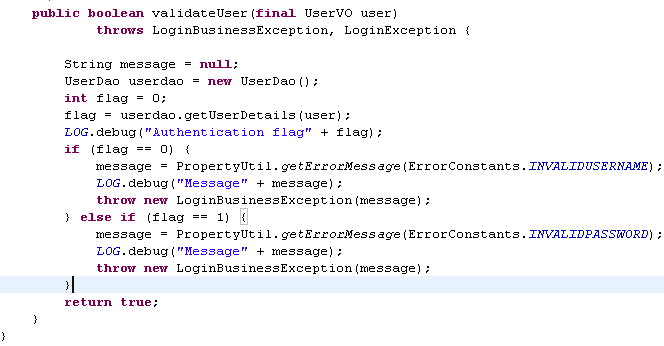 public boolean validateUser(final UserVO user)
throws LoginBusinessException, LoginException {
String message = null;
UserDao userdao = new UserDao();
int flag = 0;
flag = userdao.getUserDetails(user);
LOG.debug("Authentication flag" + flag);
if (flag == 0) {
message = PropertyUtil.getErrorMessage(ErrorConstants.INVALIDUSERNAME);
LOG.debug("Message" + message);
throw new LoginBusinessException(message);
} else if (flag == 1) {
message = PropertyUtil.getErrorMessage(ErrorConstants.INVALIDPASSWORD);
LOG.debug("Message" + message);
throw new LoginBusinessException(message);
}
return true;
}
}